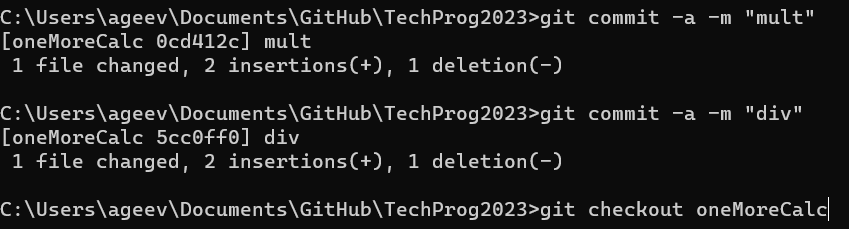 C:\Users\ageev\Documents\GitHub\TechProg2023>git commit -a -m "mult"
[oneMoreCalc 0cd412c] mult
 1 file changed, 2 insertions(+), 1 deletion(-)
C:\Users\ageev\Documents\GitHub\TechProg2023>git commit -a -m "div"
[oneMoreCalc 5cc0ff0] div
 1 file changed, 2 insertions(+), 1 deletion(-)
C:\Users\ageev\Documents\GitHub\TechProg2023>git checkout oneMoreCalc